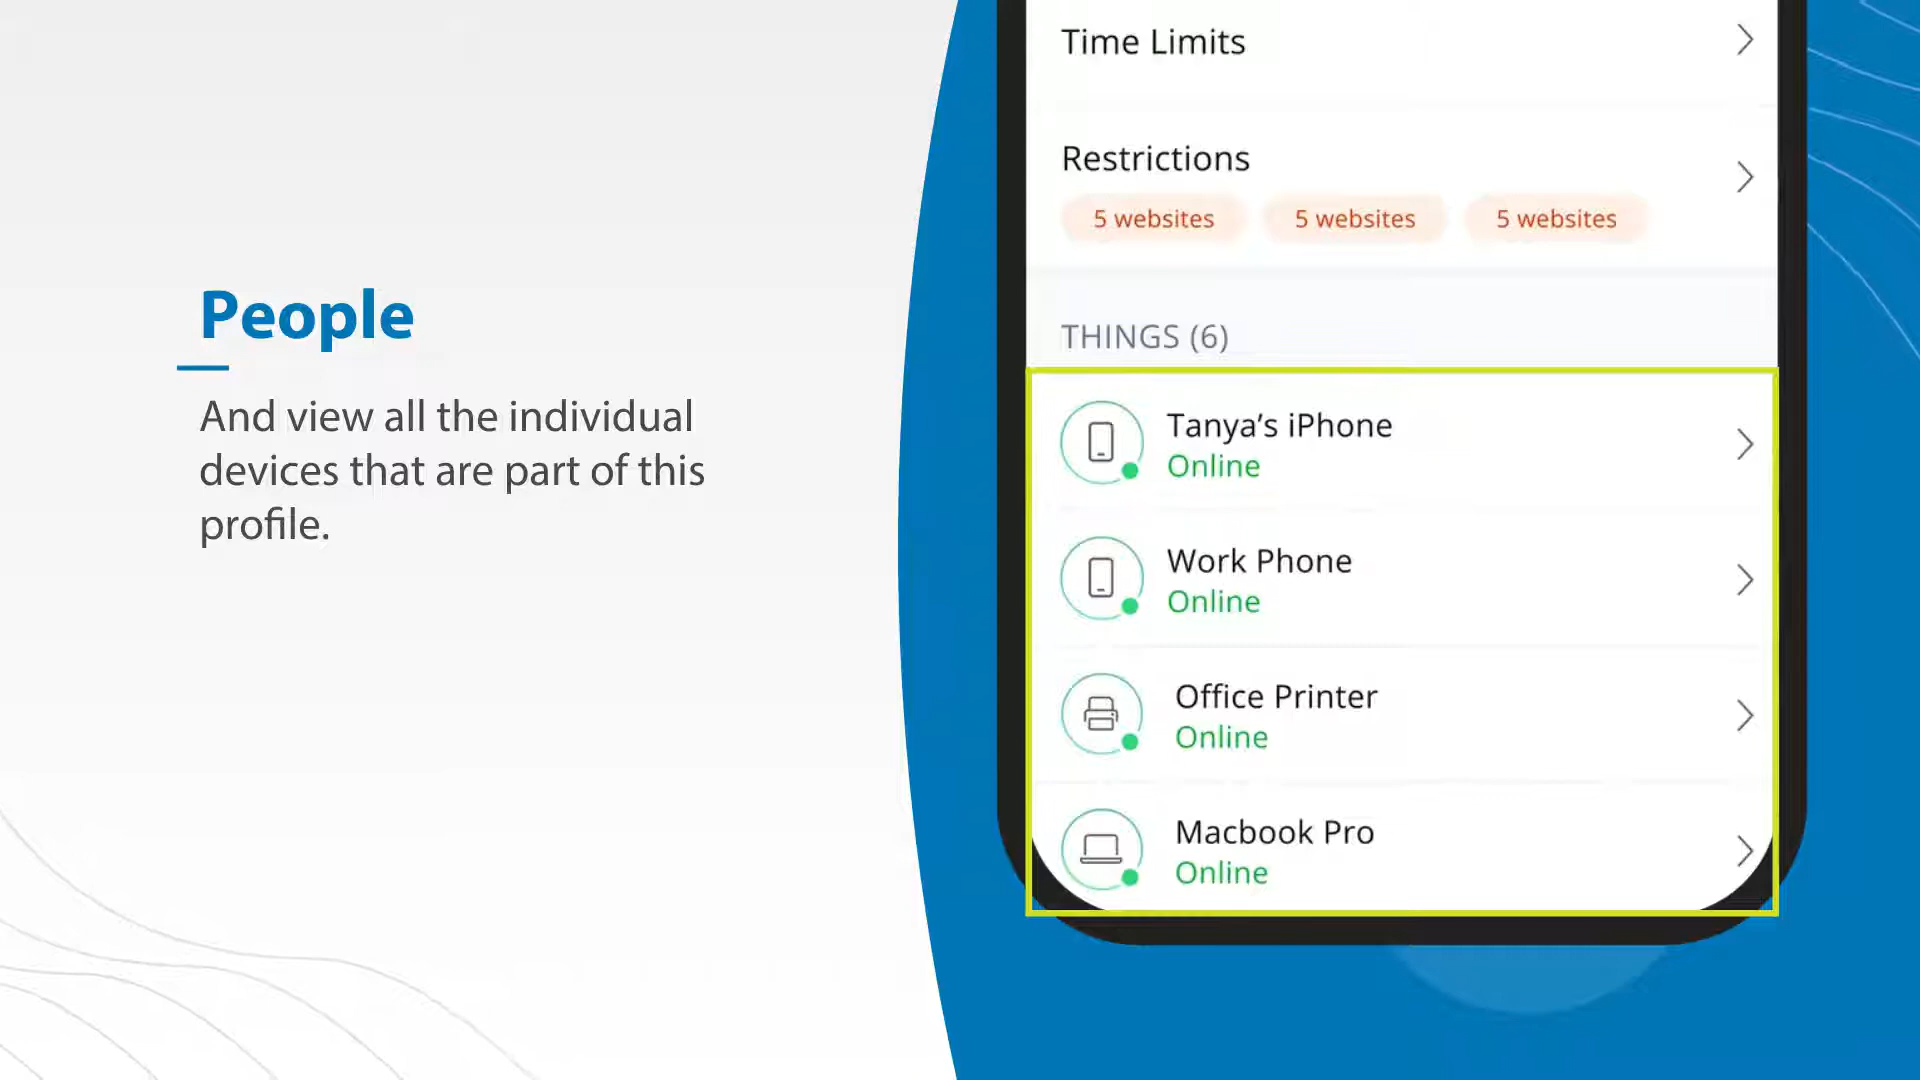 People
And view all the individual
devices that are part of this
profile.
Time Limits
Restrictions
5 websites 5 websites 5 websites
THINGS (6)
Tanya’s iPhone
Online
Work Phone
Online
Office Printer
Online
Macbook Pro
Online